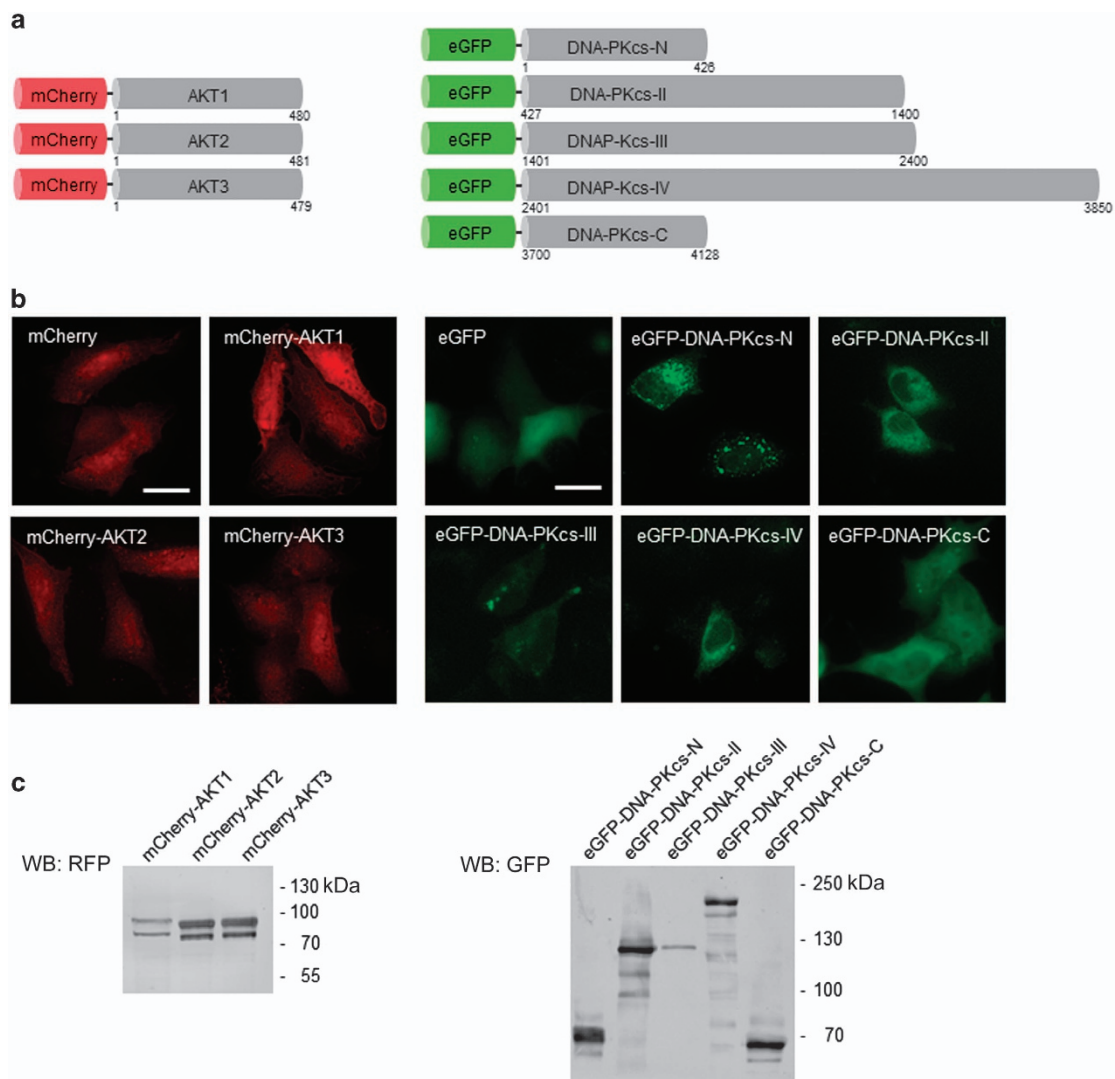 a
mCherry AKT1
1 480
mCherry AKT2
1 481
mCherry AKT3
1 479
eGFP DNA-PKcs-N
1 426
eGFP DNA-PKcs-II
427 1400
eGFP DNAP-Kcs-III
1401 2400
eGFP DNAP-Kcs-IV
2401 3850
eGFP DNA-PKcs-C
3700 4128
b
mCherry
mCherry-AKT1
eGFP
eGFP-DNA-PKcs-N
eGFP-DNA-PKcs-II
mCherry-AKT2
mCherry-AKT3
eGFP-DNA-PKcs-III
eGFP-DNA-PKcs-IV
eGFP-DNA-PKcs-C
c
mCherry-AKT1
mCherry-AKT2
mCherry-AKT3
WB: RFP
- 130 kDa
- 100
- 70
- 55
eGFP-DNA-PKcs-N
eGFP-DNA-PKcs-II
eGFP-DNA-PKcs-III
eGFP-DNA-PKcs-IV
eGFP-DNA-PKcs-C
WB: GFP
- 250 kDa
- 130
- 100
- 70